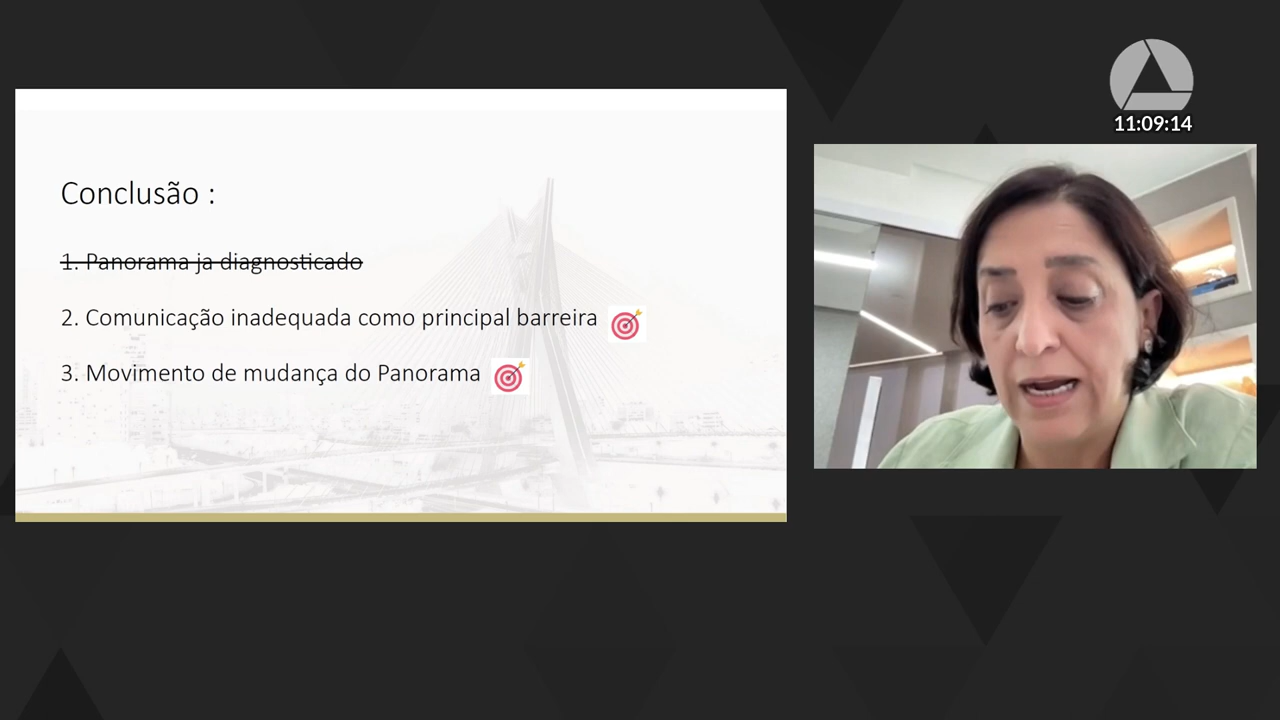 Conclusão :
1. Panorama ja diagnosticado
2. Comunicação inadequada como principal barreira
3. Movimento de mudança do Panorama
11:09:14